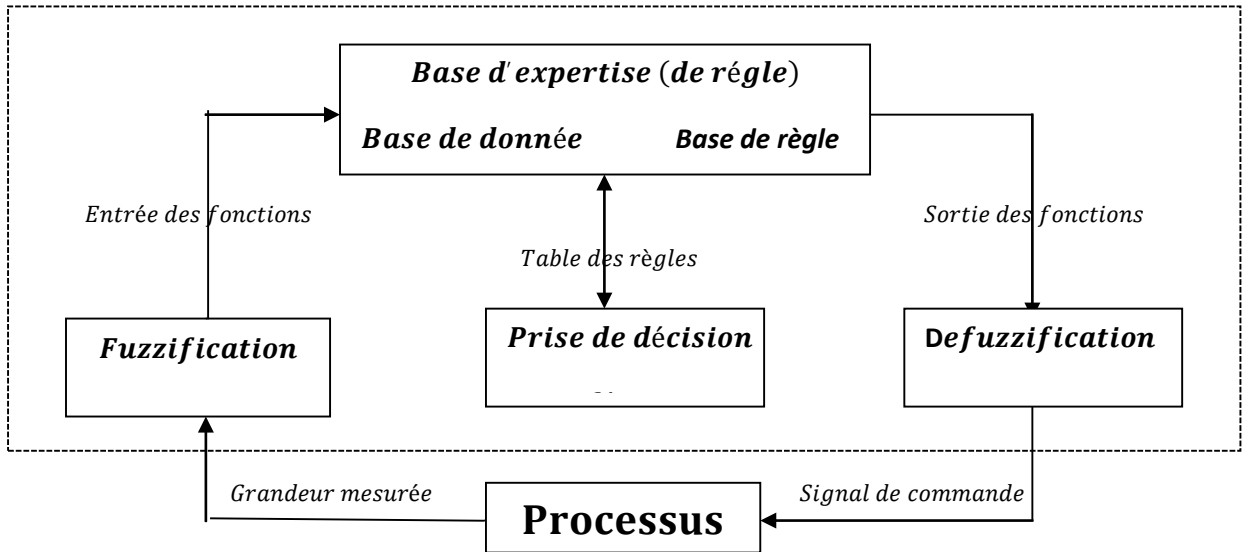 Base d'expertise (de régle)
Base de donnée Base de règle
Entrée des fonctions
Sortie des fonctions
Table des règles
Fuzzification
Prise de décision
Defuzzification
Grandeur mesurée
Signal de commande
Processus